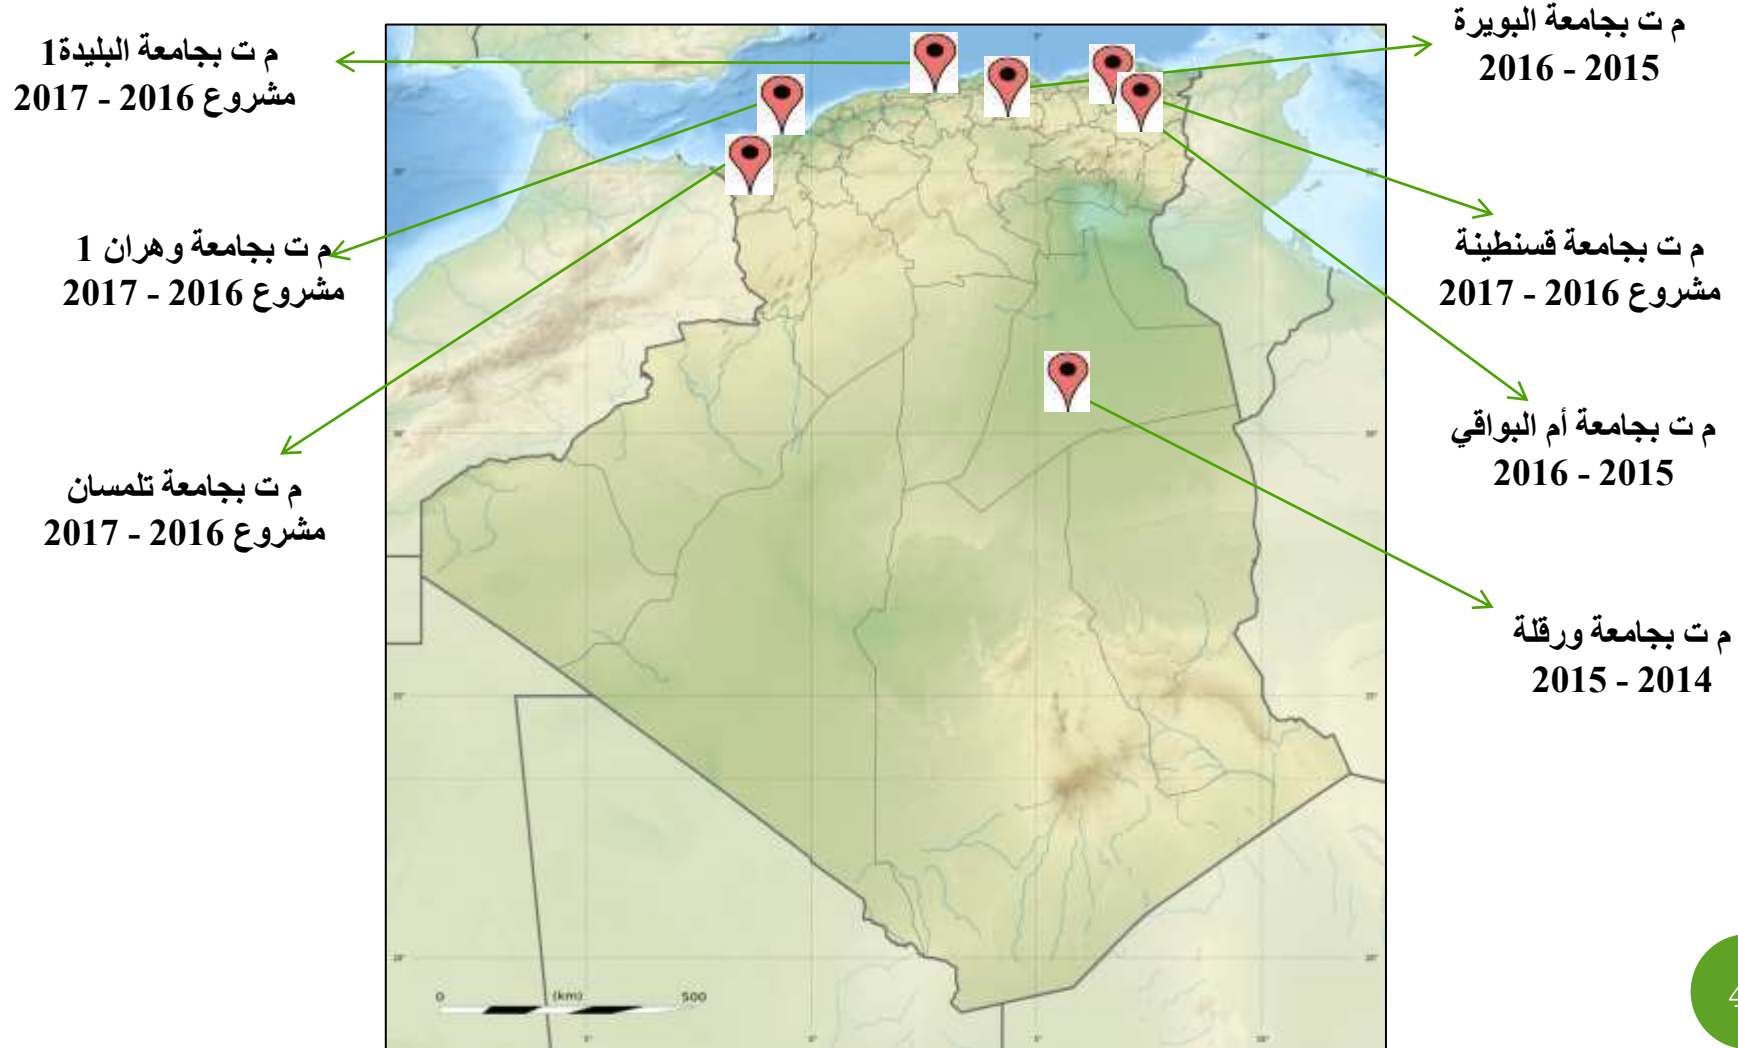 م ت بجامعة البويرة
2015 - 2016
م ت بجامعة البليدة1
مشروع 2016 - 2017
م ت بجامعة قسنطينة
مشروع 2016 - 2017
م ت بجامعة وهران 1
مشروع 2016 - 2017
م ت بجامعة أم البواقي
2015 - 2016
م ت بجامعة تلمسان
مشروع 2016 - 2017
م ت بجامعة ورقلة
2014 - 2015
0 (km) 500
4